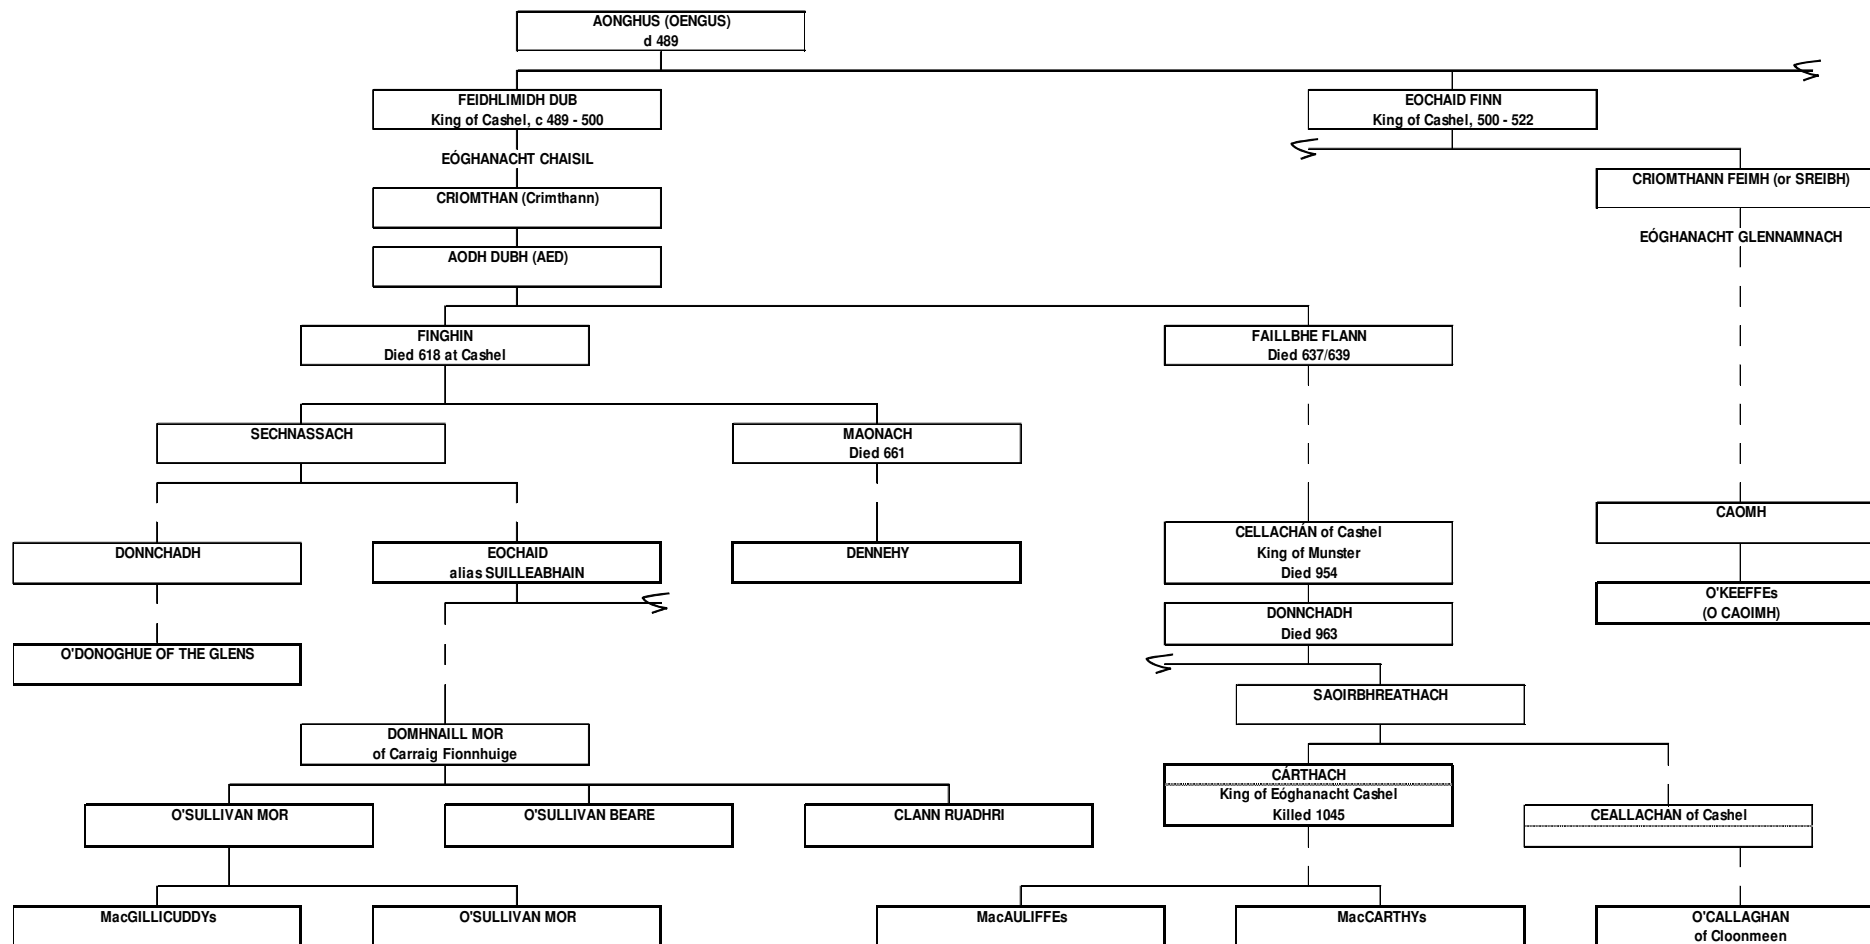 AONGHUS (OENGUS)
d 489
FEIDHLIMIDH DUB
King of Cashel, c 489 - 500
EOCHAID FINN
King of Cashel, 500 - 522
EÓGHANACHT CHAISIL
CRIOMTHANN FEIMH (or SREIBH)
CRIOMTHAN (Crimthann)
EÓGHANACHT GLENNAMNACH
AODH DUBH (AED)
FINGHIN
Died 618 at Cashel
FAILLBHE FLANN
Died 637/639
SECHNASSACH
MAONACH
Died 661
CAOMH
DONNCHADH
EOCHAID
alias SUILLEABHAIN
DENNEHY
CELLACHÁN of Cashel
King of Munster
Died 954
O'KEEFFEs
(O CAOIMH)
DONNCHADH
Died 963
O'DONOGHUE OF THE GLENS
SAOIRBHREATHACH
DOMHNAILL MOR
of Carraig Fionnhuige
CÁRTHACH
King of Eóghanacht Cashel
Killed 1045
O'SULLIVAN MOR
O'SULLIVAN BEARE
CLANN RUADHRI
CEALLACHAN of Cashel
MacGILLICUDDYs
O'SULLIVAN MOR
MacAULIFFEs
MacCARTHYs
O'CALLAGHAN
of Cloonmeen